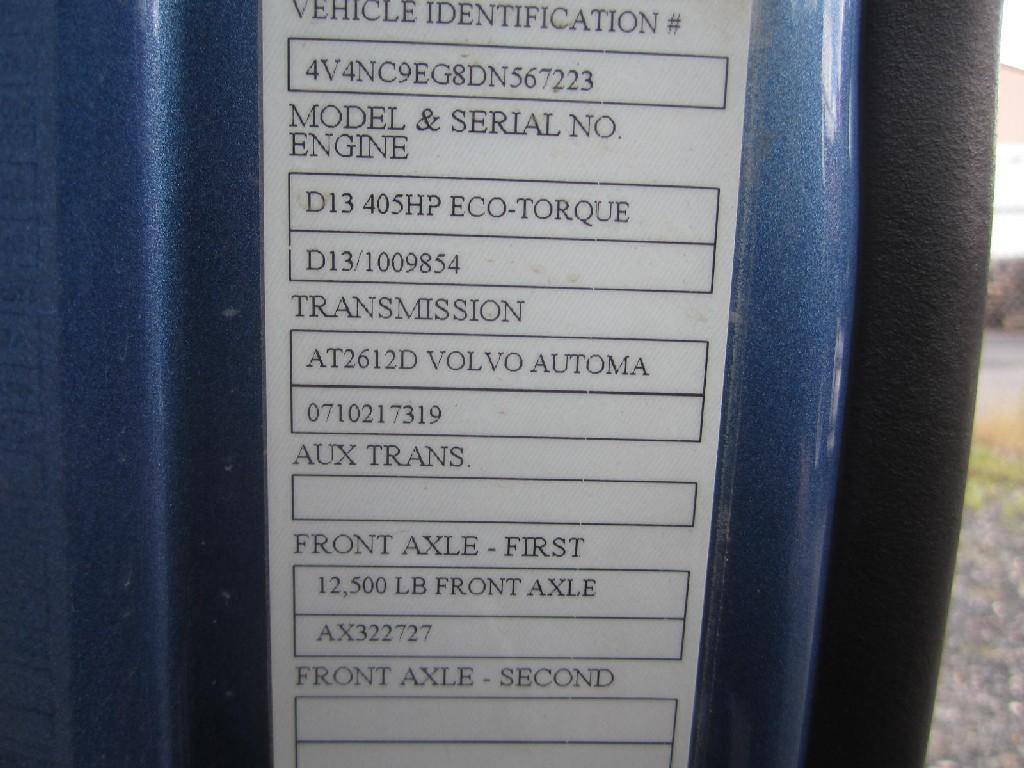 VEHICLE IDENTIFICATION #
4V4NC9EG8DN567223
MODEL & SERIAL NO.
ENGINE
D13 405HP ECO-TORQUE
D13/1009854
TRANSMISSION
AT2612D VOLVO AUTOMA
0710217319
AUX TRANS.
FRONT AXLE - FIRST
12,500 LB FRONT AXLE
AX322727
FRONT AXLE - SECOND